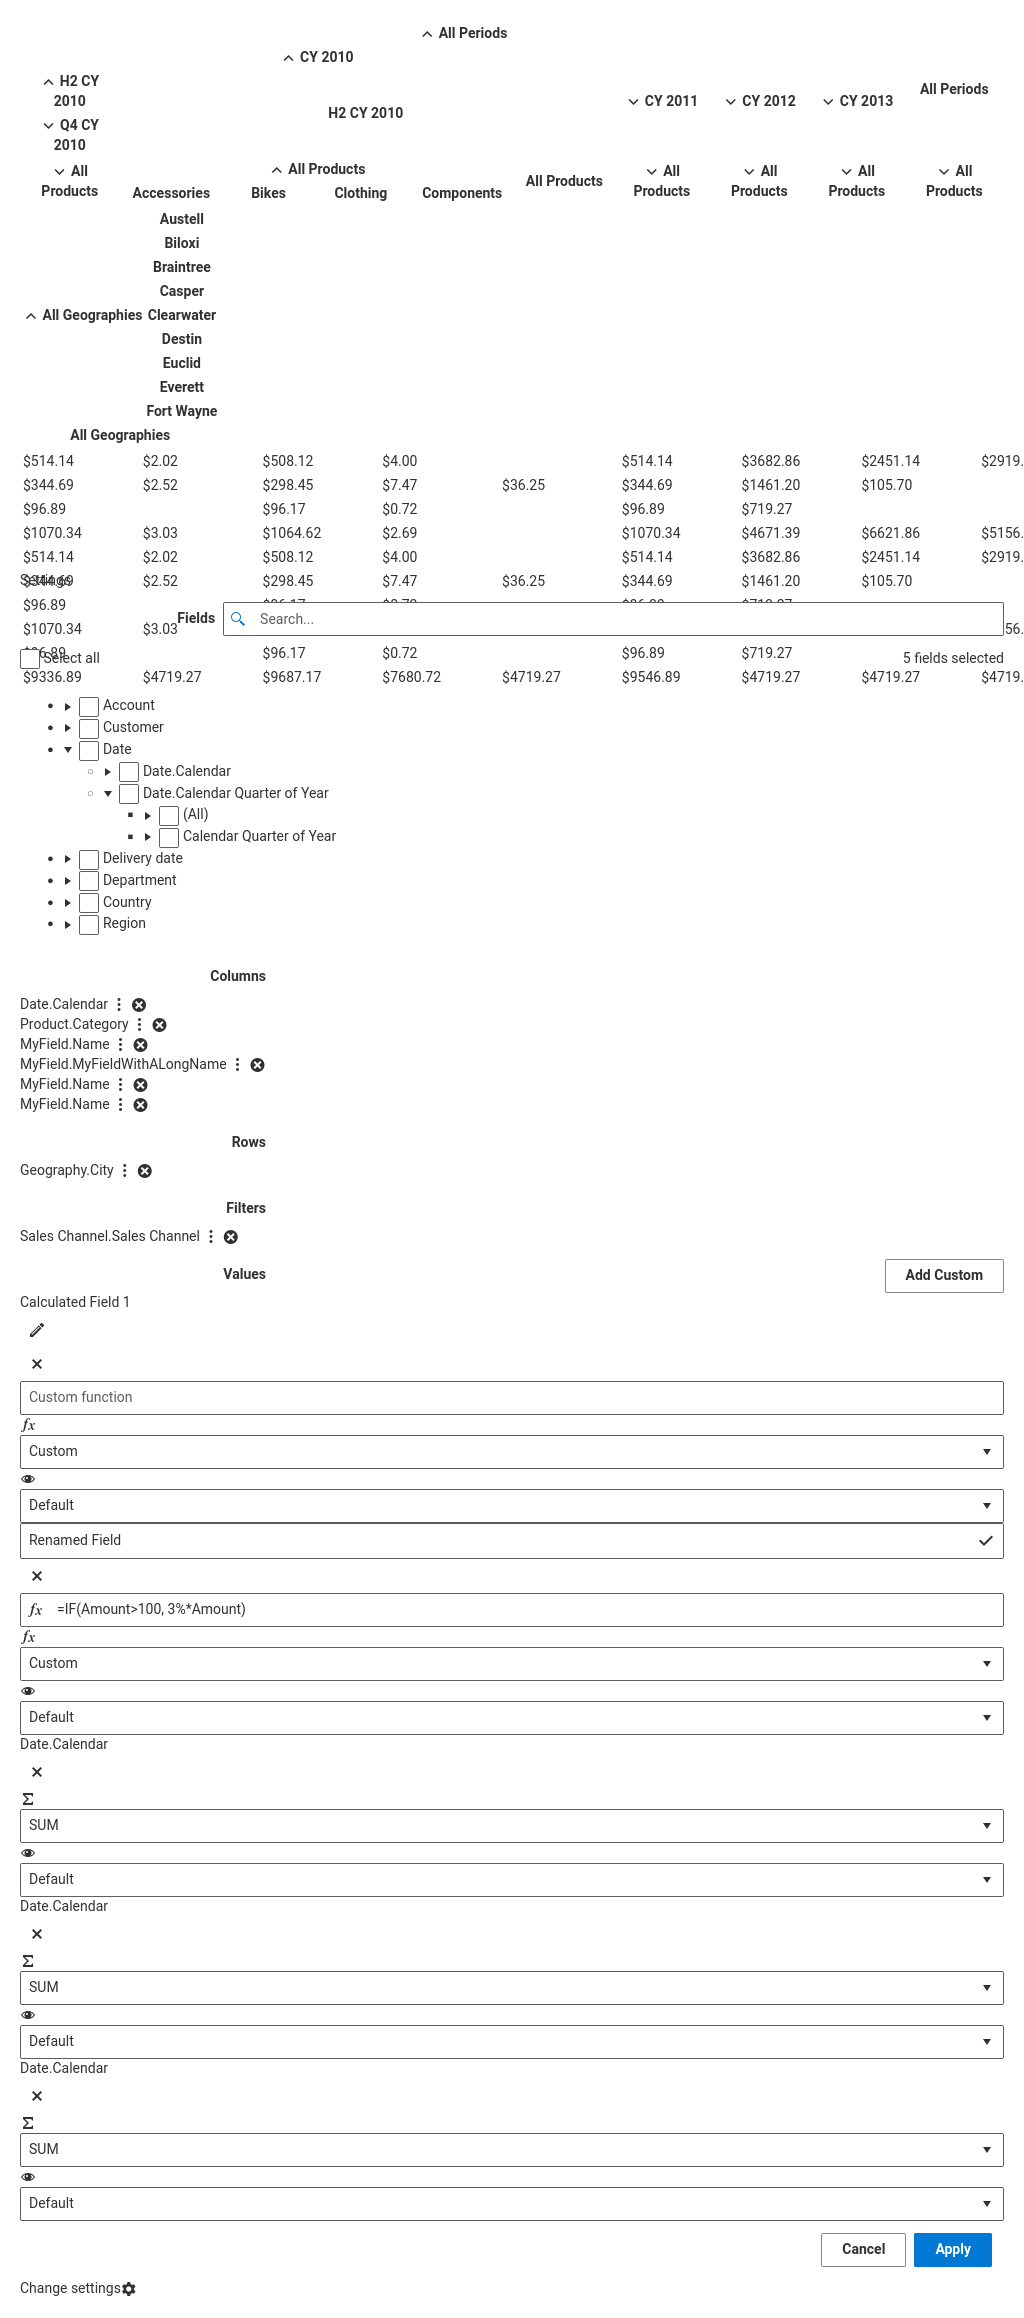 All Periods
CY 2010
H2 CY
2010
Q4 CY
2010
H2 CY 2010
CY 2011
CY 2012
CY 2013
All Periods
All
Products
All Products
Accessories
Bikes
Clothing
Components
All Products
All
Products
All
Products
All
Products
All
Products
Austell
Biloxi
Braintree
Casper
All Geographies Clearwater
Destin
Euclid
Everett
Fort Wayne
All Geographies
$514.14 $2.02 $508.12 $4.00 $514.14 $3682.86 $2451.14 $2919.
$344.69 $2.52 $298.45 $7.47 $36.25 $344.69 $1461.20 $105.70
$96.89 $96.17 $0.72 $96.89 $719.27
$1070.34 $3.03 $1064.62 $2.69 $1070.34 $4671.39 $6621.86 $5156.
$514.14 $2.02 $508.12 $4.00 $514.14 $3682.86 $2451.14 $2919.
Settings
$344.69 $2.52 $298.45 $7.47 $36.25 $344.69 $1461.20 $105.70
$96.89
Fields Search...
$1070.34 $3.03 56.
$96.17 $0.72 $96.89 $719.27
Select all 5 fields selected
$9336.89 $4719.27 $9687.17 $7680.72 $4719.27 $9546.89 $4719.27 $4719.27 $4719.
Account
Customer
Date
Date.Calendar
Date.Calendar Quarter of Year
(All)
Calendar Quarter of Year
Delivery date
Department
Country
Region
Columns
Date.Calendar
Product.Category
MyField.Name
MyField.MyFieldWithALongName
MyField.Name
MyField.Name
Rows
Geography.City
Filters
Sales Channel.Sales Channel
Values Add Custom
Calculated Field 1
Custom function
fx
Custom
Default
Renamed Field
fx =IF(Amount>100, 3%*Amount)
fx
Custom
Default
Date.Calendar
Σ
SUM
Default
Date.Calendar
Σ
SUM
Default
Date.Calendar
Σ
SUM
Default
Cancel Apply
Change settings